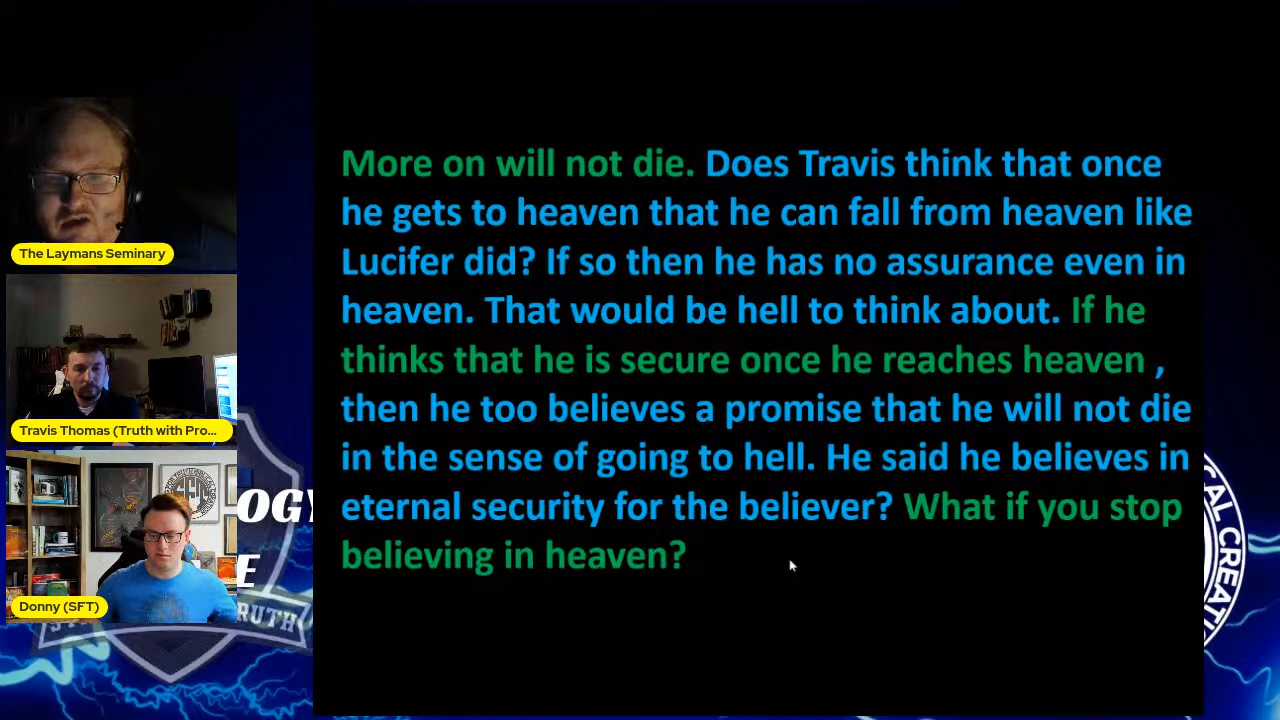 More on will not die. Does Travis think that once
he gets to heaven that he can fall from heaven like
Lucifer did? If so then he has no assurance even in
heaven. That would be hell to think about. If he
thinks that he is secure once he reaches heaven ,
then he too believes a promise that he will not die
in the sense of going to hell. He said he believes in
eternal security for the believer? What if you stop
believing in heaven?
The Laymans Seminary
Travis Thomas (Truth with Pro...
Donny (SFT)
OGY
E
RUTH
CAL CREATI